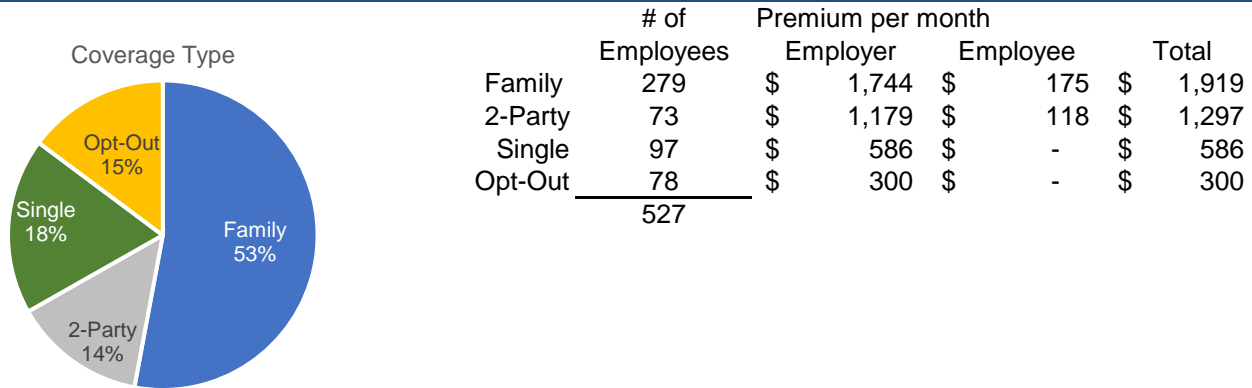 Coverage Type
Opt-Out
15%
Single
18%
Family
53%
2-Party
14%
# of Premium per month
Employees Employer Employee Total
Family 279 $ 1,744 $ 175 $ 1,919
2-Party 73 $ 1,179 $ 118 $ 1,297
Single 97 $ 586 $ - $ 586
Opt-Out 78 $ 300 $ - $ 300
527